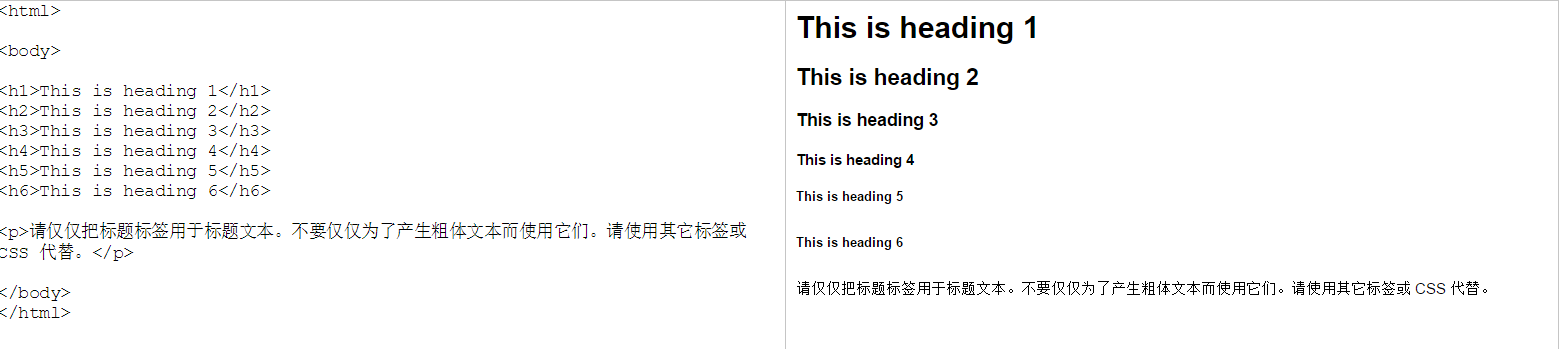 <html>
<body>
<h1>This is heading 1</h1>
<h2>This is heading 2</h2>
<h3>This is heading 3</h3>
<h4>This is heading 4</h4>
<h5>This is heading 5</h5>
<h6>This is heading 6</h6>
<p>请仅仅把标题标签用于标题文本。不要仅仅为了产生粗体文本而使用它们。请使用其它标签或
CSS 代替。</p>
</body>
</html>
This is heading 1
This is heading 2
This is heading 3
This is heading 4
This is heading 5
This is heading 6
请仅仅把标题标签用于标题文本。不要仅仅为了产生粗体文本而使用它们。请使用其它标签或 CSS 代替。